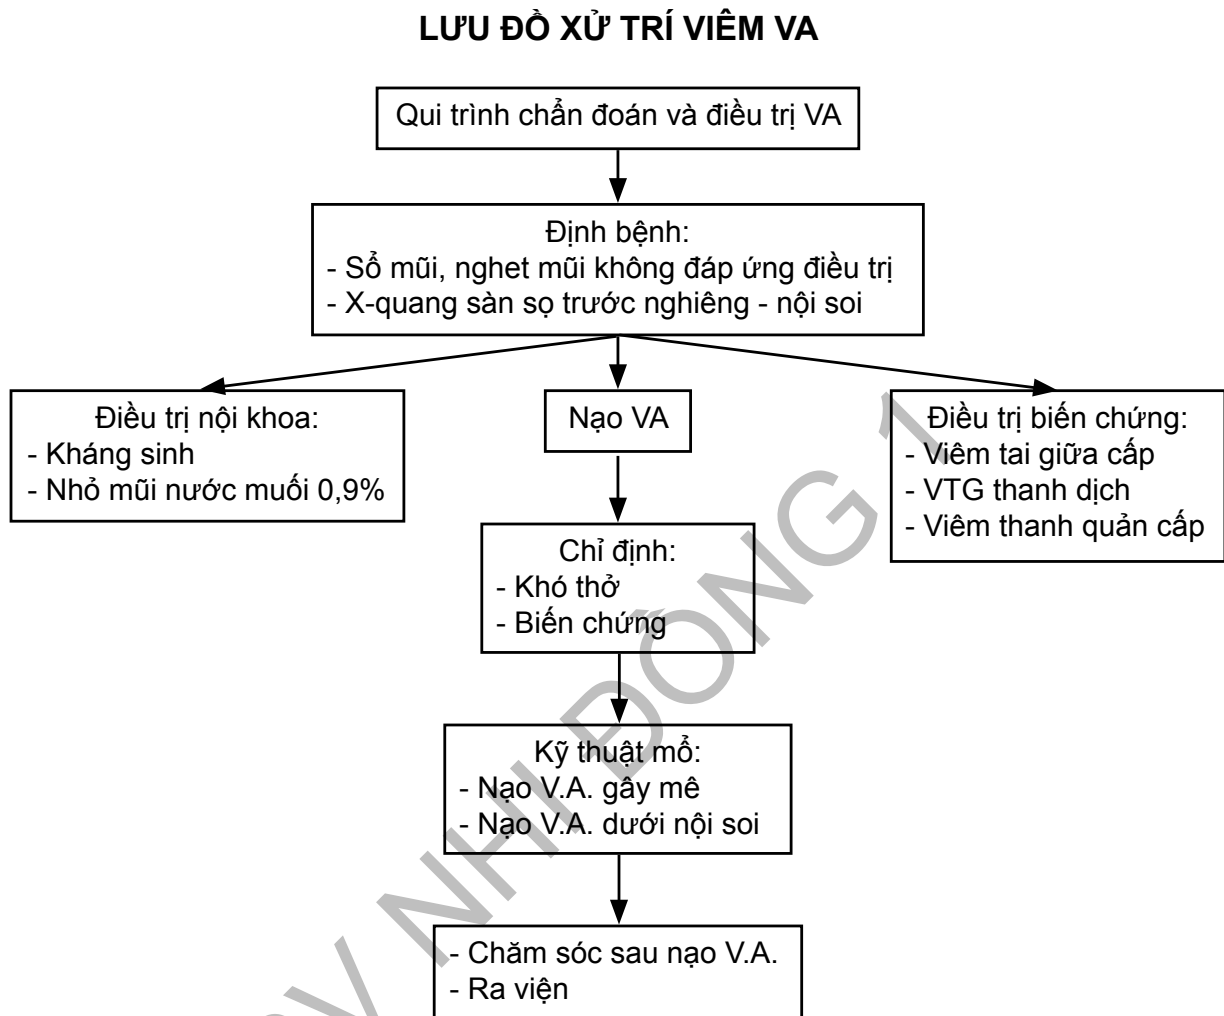 LƯU ĐỒ XỬ TRÍ VIÊM VA
Qui trình chẩn đoán và điều trị VA
Định bệnh:
- Sổ mũi, nghet mũi không đáp ứng điều trị
- X-quang sàn sọ trước nghiêng - nội soi
Điều trị nội khoa:
- Kháng sinh
- Nhỏ mũi nước muối 0,9%
Nạo VA
Điều trị biến chứng:
- Viêm tai giữa cấp
- VTG thanh dịch
- Viêm thanh quản cấp
Chỉ định:
- Khó thở
- Biến chứng
Kỹ thuật mổ:
- Nạo V.A. gây mê
- Nạo V.A. dưới nội soi
- Chăm sóc sau nạo V.A.
- Ra viện
BV NHI ĐỒNG 1